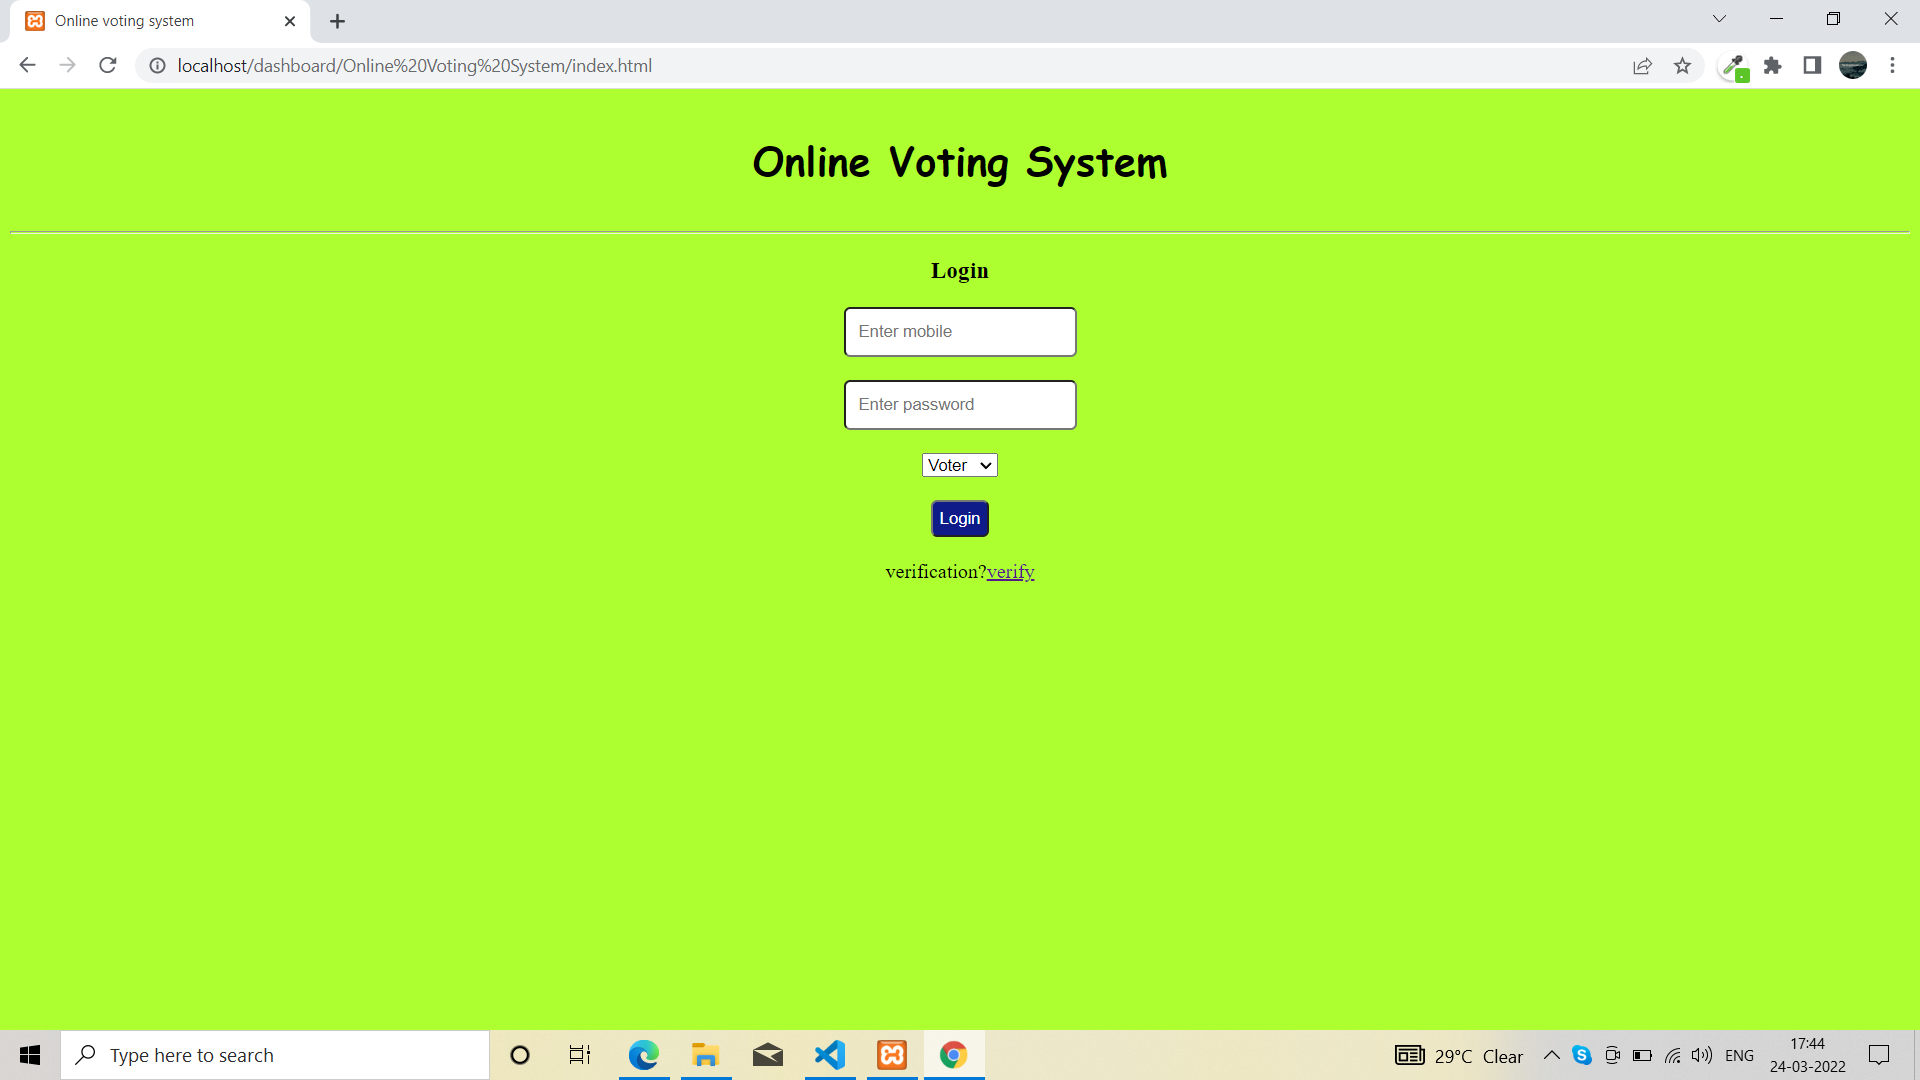 Online voting system
localhost/dashboard/Online%20Voting%20System/index.html
Online Voting System
Login
Enter mobile
Enter password
Voter
Login
verification?verify
Type here to search
29°C Clear
ENG
17:44
24-03-2022